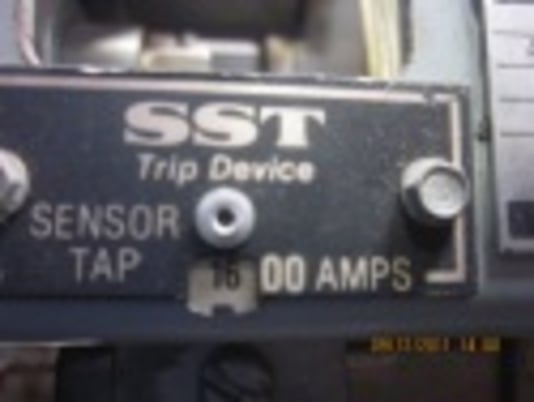 SST
Trip Device
SENSOR
TAP
16 00 AMPS